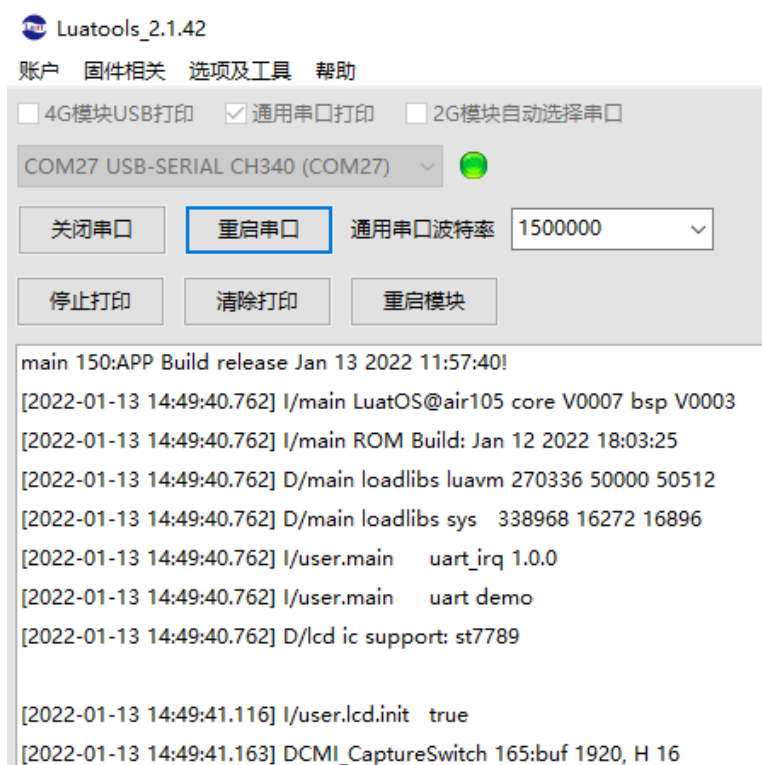 Luatools_2.1.42
账户 固件相关 选项及工具 帮助
4G模块USB打印 通用串口打印 2G模块自动选择串口
COM27 USB-SERIAL CH340 (COM27)
关闭串口 重启串口 通用串口波特率 1500000
停止打印 清除打印 重启模块
main 150:APP Build release Jan 13 2022 11:57:40!
[2022-01-13 14:49:40.762] I/main LuatOS@air105 core V0007 bsp V0003
[2022-01-13 14:49:40.762] I/main ROM Build: Jan 12 2022 18:03:25
[2022-01-13 14:49:40.762] D/main loadlibs luavm 270336 50000 50512
[2022-01-13 14:49:40.762] D/main loadlibs sys 338968 16272 16896
[2022-01-13 14:49:40.762] I/user.main uart_irq 1.0.0
[2022-01-13 14:49:40.762] I/user.main uart demo
[2022-01-13 14:49:40.762] D/lcd ic support: st7789
[2022-01-13 14:49:41.116] I/user.lcd.init true
[2022-01-13 14:49:41.163] DCMI_CaptureSwitch 165:buf 1920, H 16